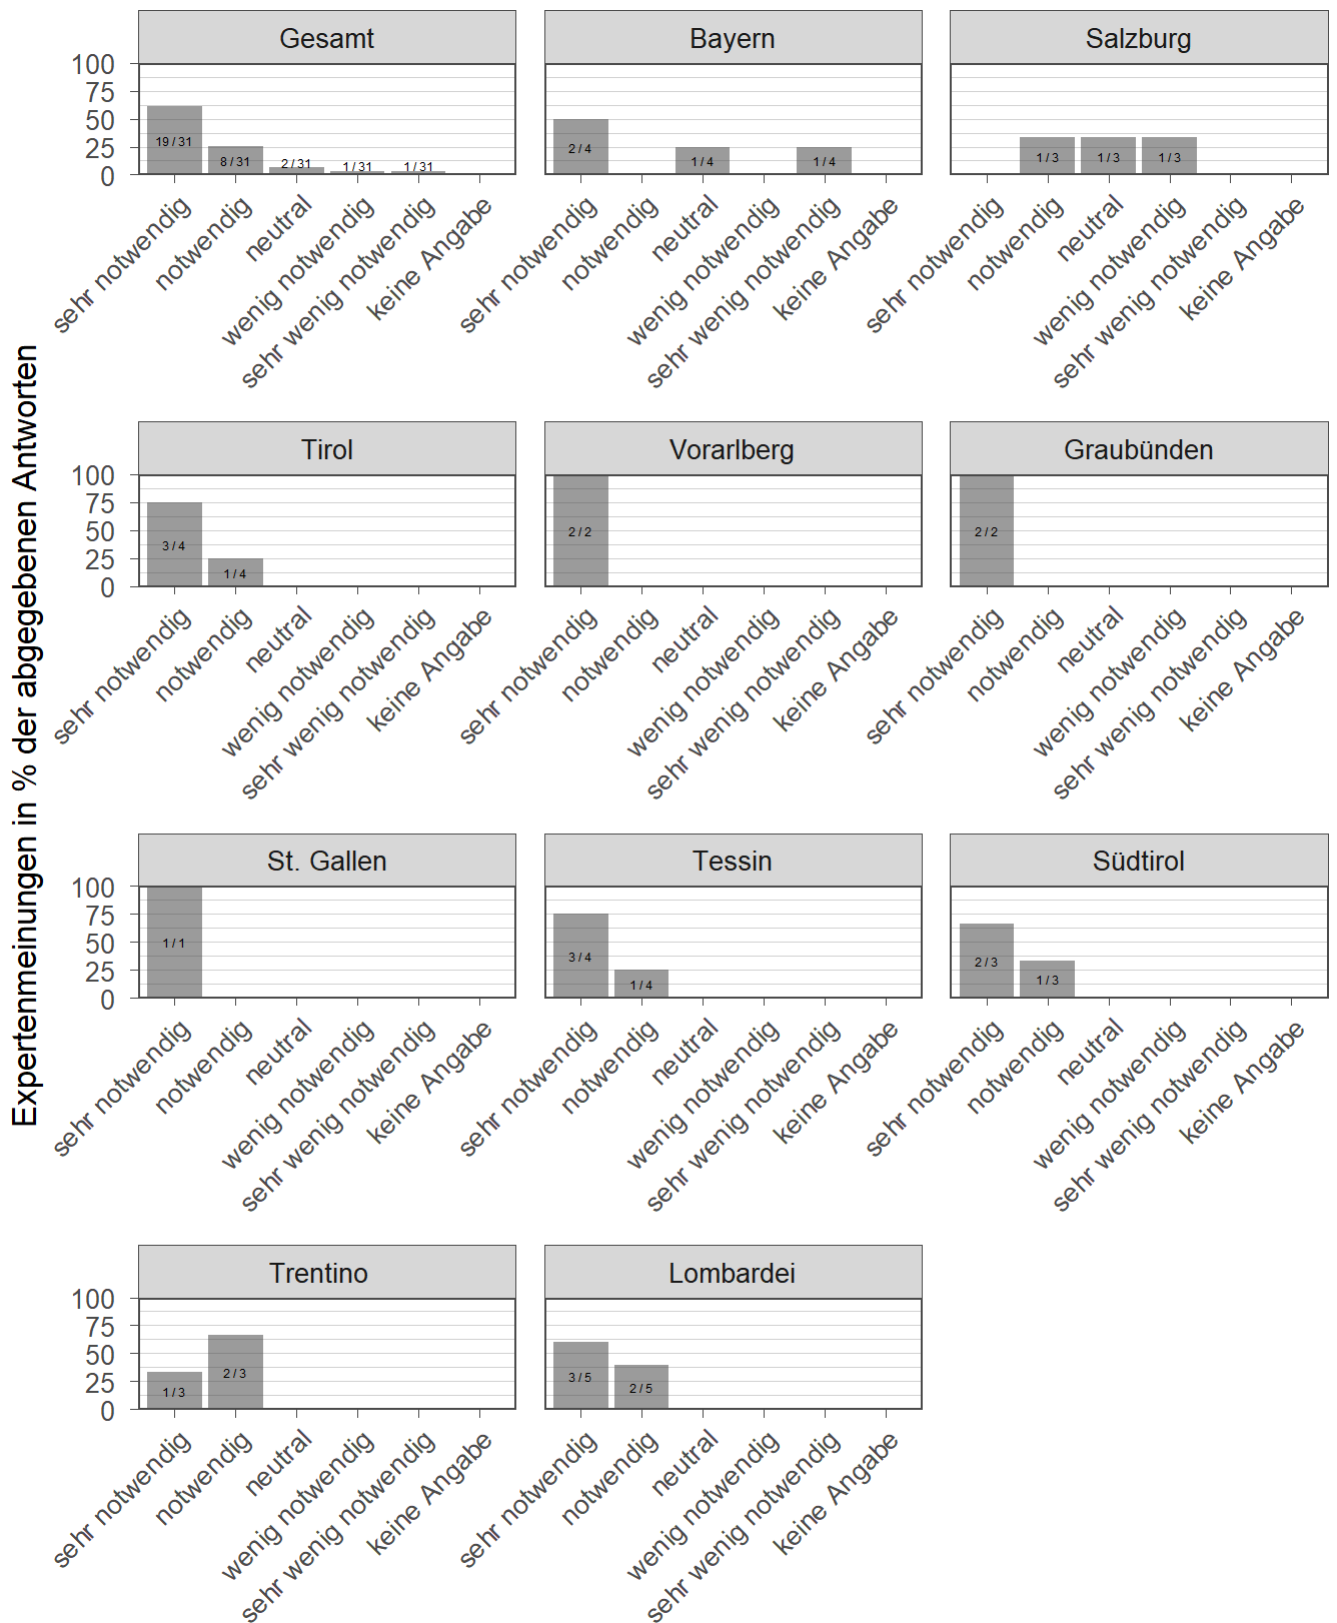 Expertenmeinungen in % der abgegebenen Antworten
Gesamt
100
75
50
25
0
19 / 31
8 / 31
2 / 31
1 / 31
1 / 31
sehr notwendig
notwendig
neutral
wenig notwendig
sehr wenig notwendig
keine Angabe
Bayern
2 / 4
1 / 4
1 / 4
sehr notwendig
notwendig
neutral
wenig notwendig
sehr wenig notwendig
keine Angabe
Salzburg
1 / 3
1 / 3
1 / 3
sehr notwendig
notwendig
neutral
wenig notwendig
sehr wenig notwendig
keine Angabe
Tirol
100
75
50
25
0
3 / 4
1 / 4
sehr notwendig
notwendig
neutral
wenig notwendig
sehr wenig notwendig
keine Angabe
Vorarlberg
2 / 2
sehr notwendig
notwendig
neutral
wenig notwendig
sehr wenig notwendig
keine Angabe
Graubünden
2 / 2
sehr notwendig
notwendig
neutral
wenig notwendig
sehr wenig notwendig
keine Angabe
St. Gallen
100
75
50
25
0
1 / 1
sehr notwendig
notwendig
neutral
wenig notwendig
sehr wenig notwendig
keine Angabe
Tessin
3 / 4
1 / 4
sehr notwendig
notwendig
neutral
wenig notwendig
sehr wenig notwendig
keine Angabe
Südtirol
2 / 3
1 / 3
sehr notwendig
notwendig
neutral
wenig notwendig
sehr wenig notwendig
keine Angabe
Trentino
100
75
50
25
0
1 / 3
2 / 3
sehr notwendig
notwendig
neutral
wenig notwendig
sehr wenig notwendig
keine Angabe
Lombardei
3 / 5
2 / 5
sehr notwendig
notwendig
neutral
wenig notwendig
sehr wenig notwendig
keine Angabe